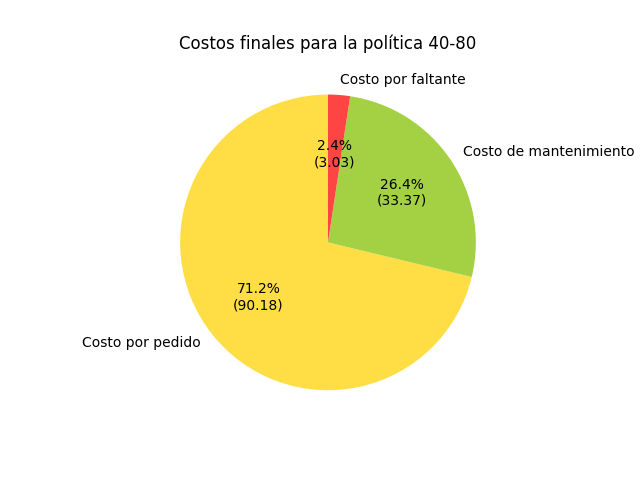 Costos finales para la política 40-80
Costo por faltante
2.4%
(3.03)
Costo de mantenimiento
26.4%
(33.37)
71.2%
(90.18)
Costo por pedido